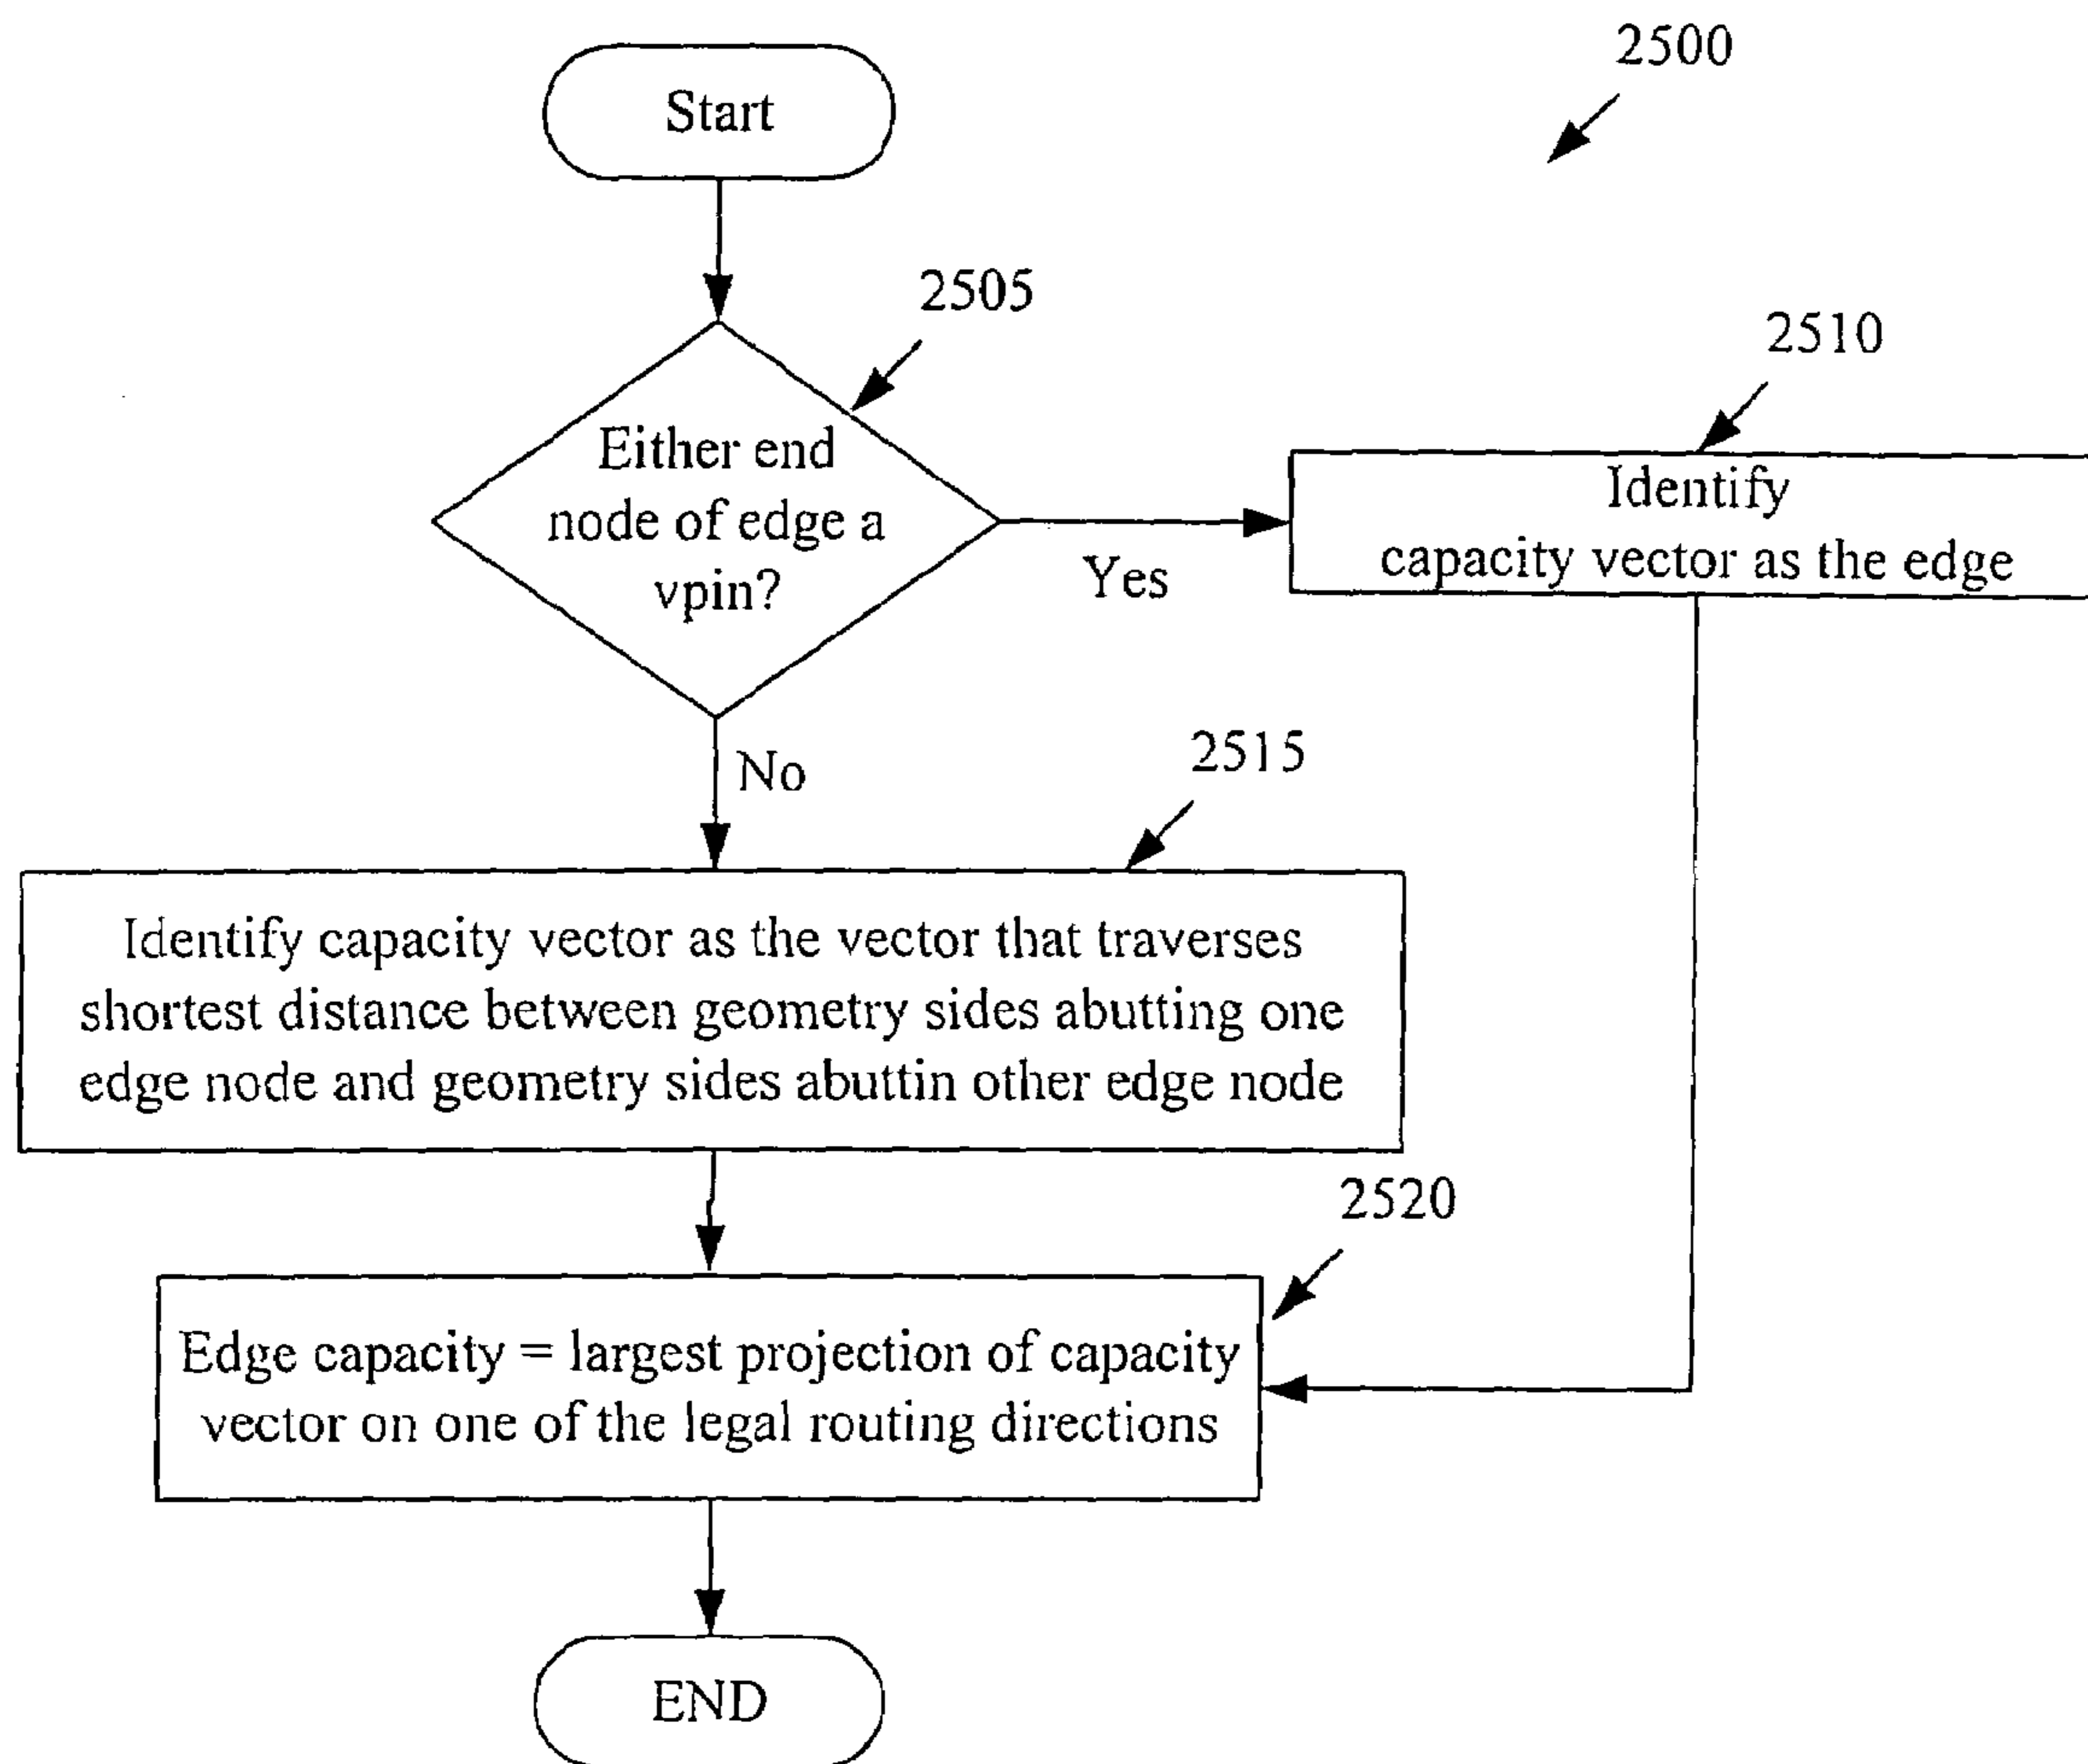 2500
Start
2505
2510
Either end
node of edge a
vpin?
Identify
capacity vector as the edge
Yes
No
2515
Identify capacity vector as the vector that traverses
shortest distance between geometry sides abutting one
edge node and geometry sides abuttin other edge node
2520
Edge capacity = largest projection of capacity
vector on one of the legal routing directions
END